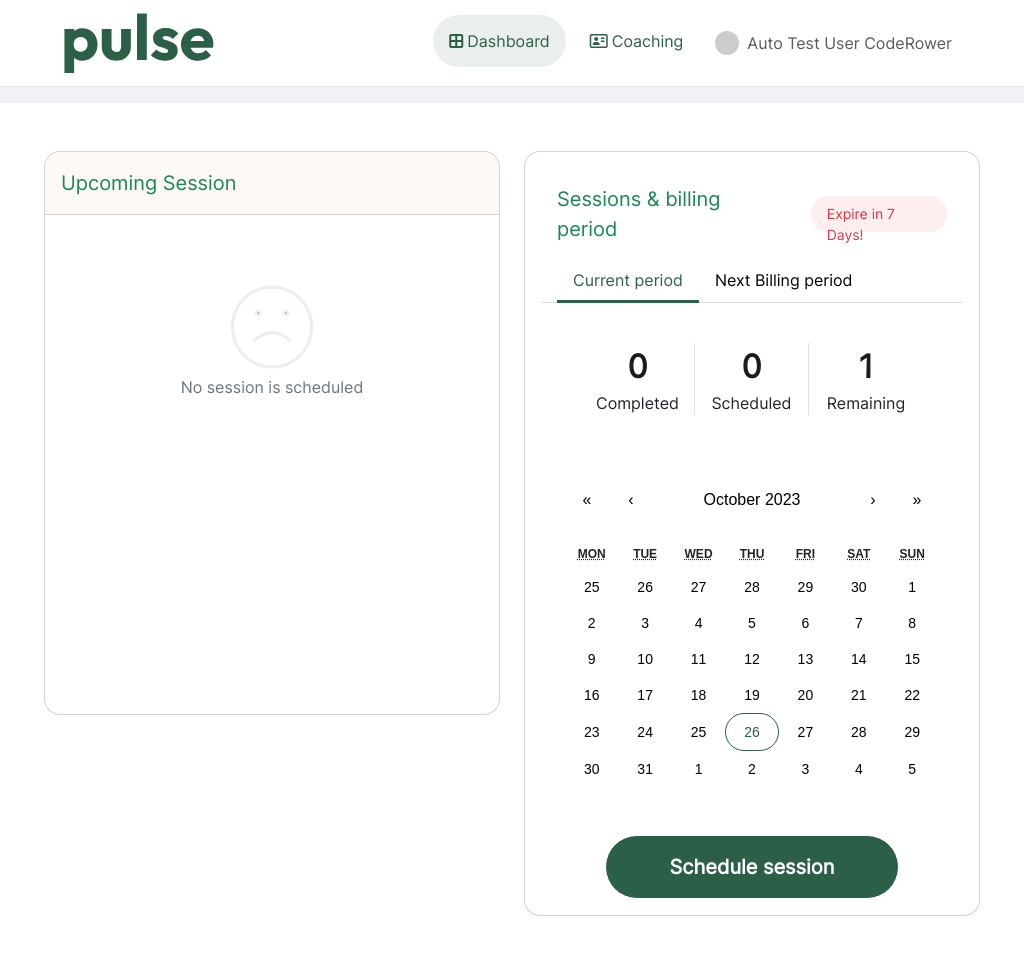 pulse
Dashboard
Coaching
Auto Test User CodeRower
Upcoming Session
No session is scheduled
Sessions & billing
period
Expire in 7
Days!
Current period
Next Billing period
0
Completed
0
Scheduled
1
Remaining
« ‹ October 2023 › »
MON TUE WED THU FRI SAT SUN
25 26 27 28 29 30 1
2 3 4 5 6 7 8
9 10 11 12 13 14 15
16 17 18 19 20 21 22
23 24 25 26 27 28 29
30 31 1 2 3 4 5
Schedule session